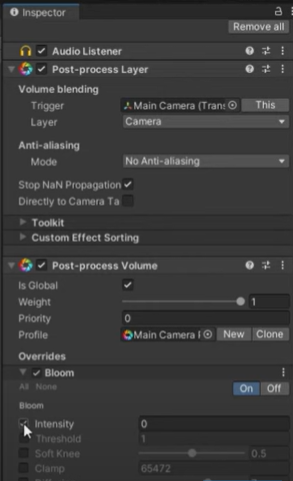 Inspector
Remove all
Audio Listener
Post-process Layer
Volume blending
Trigger Main Camera (Trans This
Layer Camera
Anti-aliasing
Mode No Anti-aliasing
Stop NaN Propagation
Directly to Camera Ta
Toolkit
Custom Effect Sorting
Post-process Volume
Is Global
Weight 1
Priority 0
Profile Main Camera New Clone
Overrides
Bloom
All None On Off
Bloom
Intensity 0
Threshold 1
Soft Knee 0.5
Clamp 65472